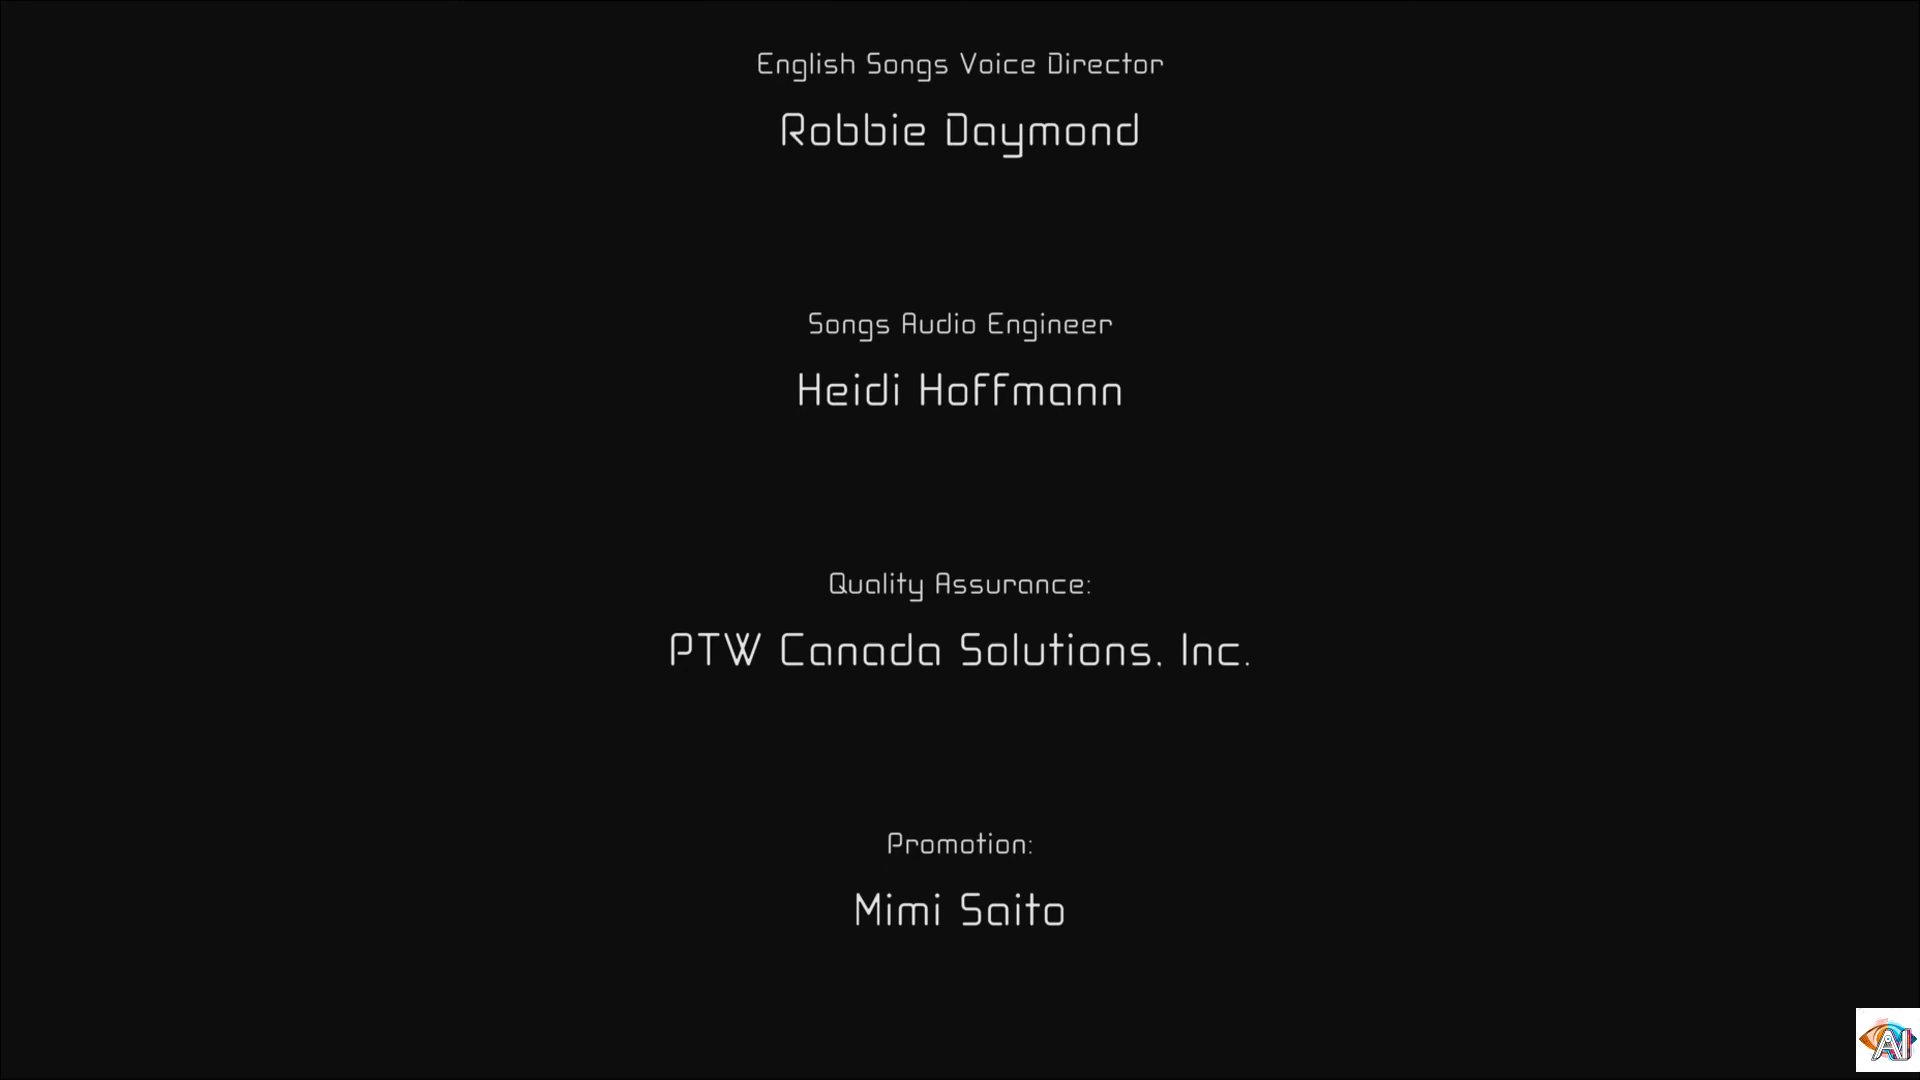 English Songs Voice Director
Robbie Daymond
Songs Audio Engineer
Heidi Hoffmann
Quality Assurance:
PTW Canada Solutions, Inc.
Promotion:
Mimi Saito
AI